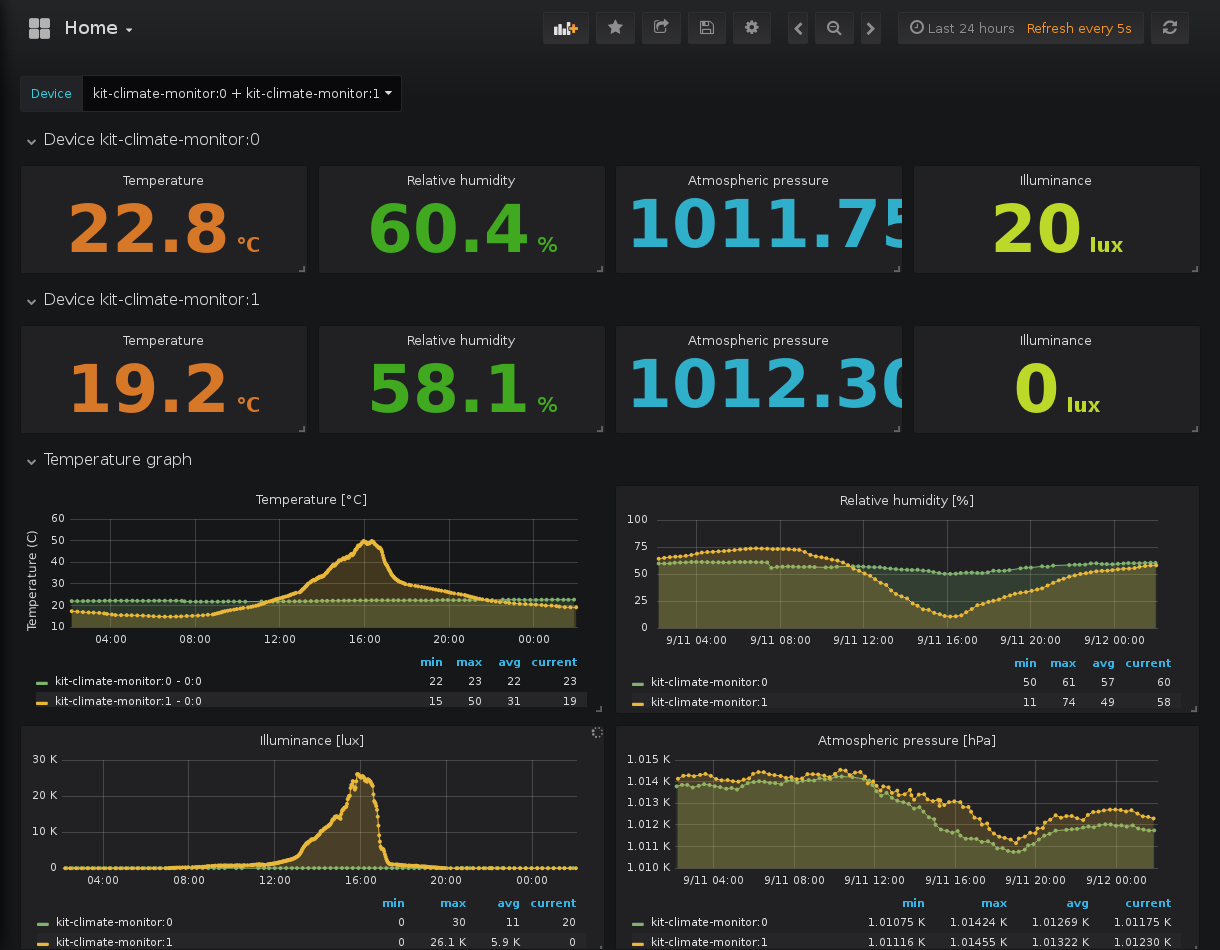 Home
Last 24 hours Refresh every 5s
Device kit-climate-monitor:0 + kit-climate-monitor:1
Device kit-climate-monitor:0
Temperature Relative humidity Atmospheric pressure Illuminance
22.8 °C 60.4 % 1011.75 20 lux
Device kit-climate-monitor:1
Temperature Relative humidity Atmospheric pressure Illuminance
19.2 °C 58.1 % 1012.30 0 lux
Temperature graph
Temperature [°C]
Temperature (C)
60
50
40
30
20
10
04:00 08:00 12:00 16:00 20:00 00:00
min max avg current
kit-climate-monitor:0 - 0:0 22 23 22 23
kit-climate-monitor:1 - 0:0 15 50 31 19
Relative humidity [%]
100
75
50
25
0
9/11 04:00 9/11 08:00 9/11 12:00 9/11 16:00 9/11 20:00 9/12 00:00
min max avg current
kit-climate-monitor:0 50 61 57 60
kit-climate-monitor:1 11 74 49 58
Illuminance [lux]
30 K
20 K
10 K
0
04:00 08:00 12:00 16:00 20:00 00:00
min max avg current
kit-climate-monitor:0 0 30 11 20
kit-climate-monitor:1 0 26.1 K 5.9 K 0
Atmospheric pressure [hPa]
1.015 K
1.014 K
1.013 K
1.012 K
1.011 K
1.010 K
9/11 04:00 9/11 08:00 9/11 12:00 9/11 16:00 9/11 20:00 9/12 00:00
min max avg current
kit-climate-monitor:0 1.01075 K 1.01424 K 1.01269 K 1.01175 K
kit-climate-monitor:1 1.01116 K 1.01455 K 1.01322 K 1.01230 K